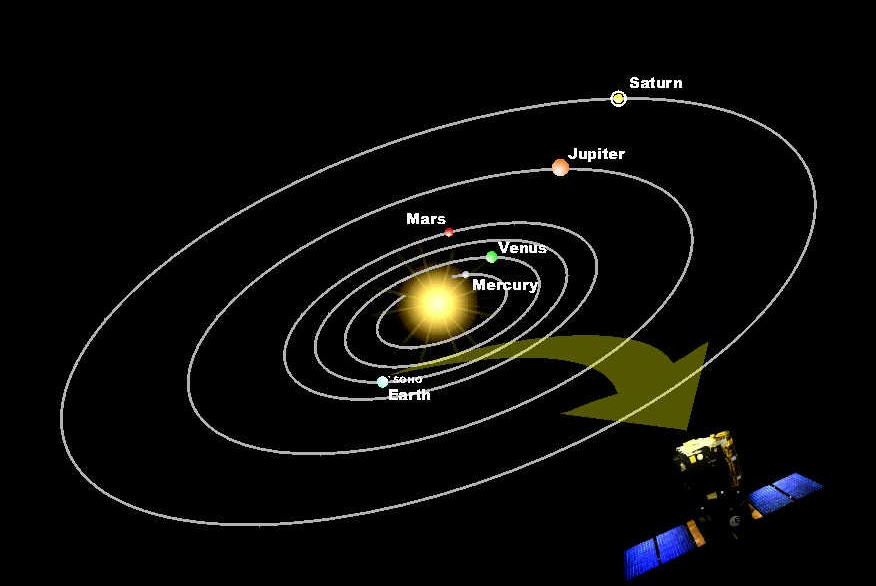 Saturn
Jupiter
Mars
Venus
Mercury
SOHO
Earth